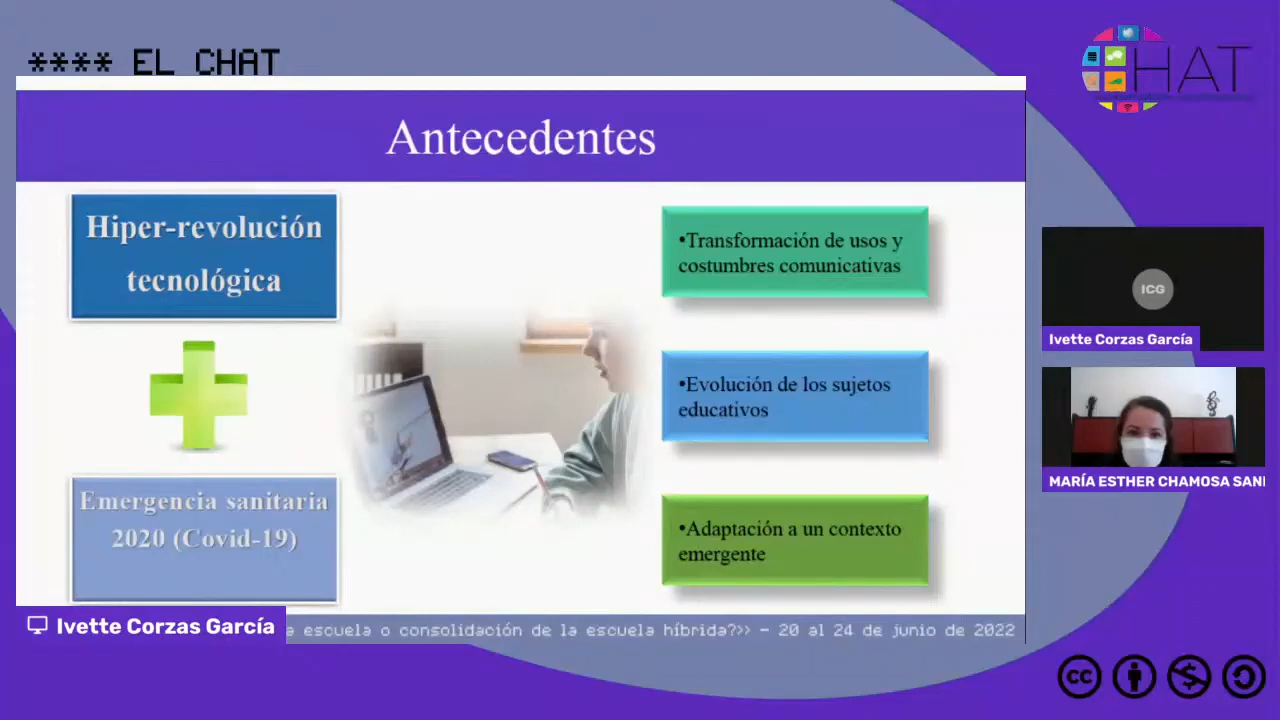 **** EL CHAT
HAT
Antecedentes
Hiper-revolución
tecnológica
Emergencia sanitaria
2020 (Covid-19)
•Transformación de usos y
costumbres comunicativas
•Evolución de los sujetos
educativos
•Adaptación a un contexto
emergente
ICG
Ivette Corzas García
MARÍA ESTHER CHAMOSA SANI
Ivette Corzas García
a escuela o consolidación de la escuela híbrida?>> - 20 al 24 de junio de 2022
cc